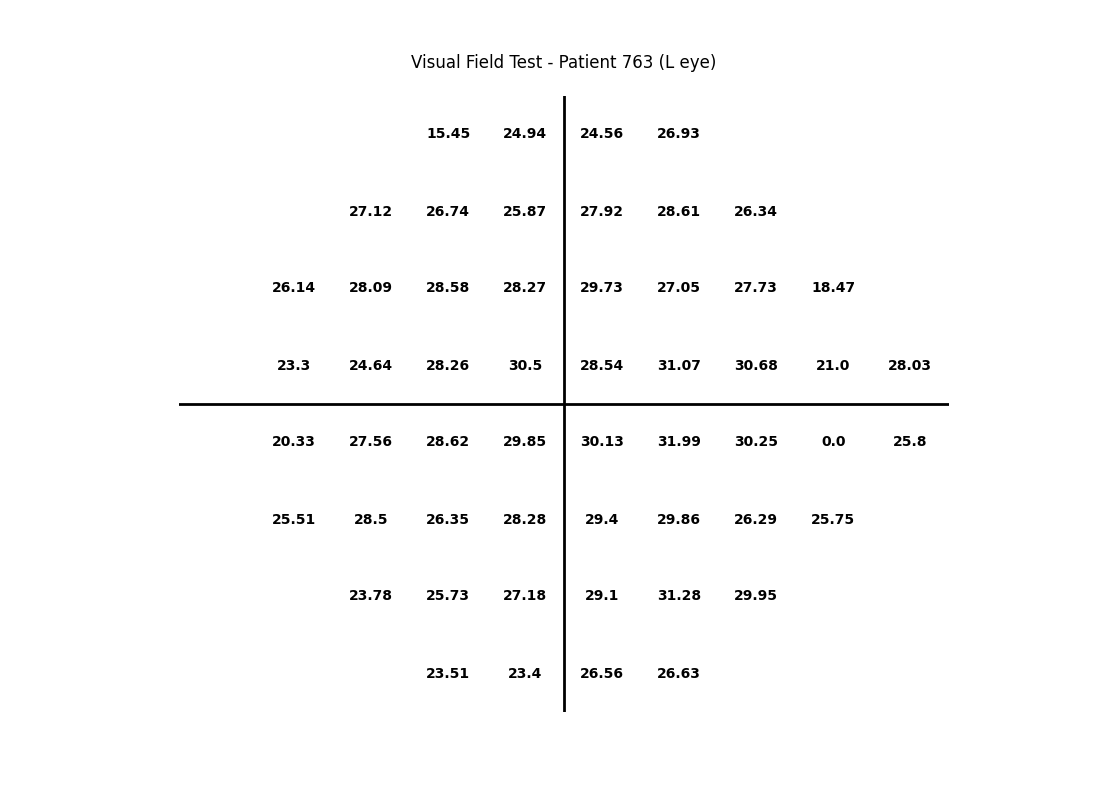 Visual Field Test - Patient 763 (L eye)
15.45 24.94 24.56 26.93
27.12 26.74 25.87 27.92 28.61 26.34
26.14 28.09 28.58 28.27 29.73 27.05 27.73 18.47
23.3 24.64 28.26 30.5 28.54 31.07 30.68 21.0 28.03
20.33 27.56 28.62 29.85 30.13 31.99 30.25 0.0 25.8
25.51 28.5 26.35 28.28 29.4 29.86 26.29 25.75
23.78 25.73 27.18 29.1 31.28 29.95
23.51 23.4 26.56 26.63